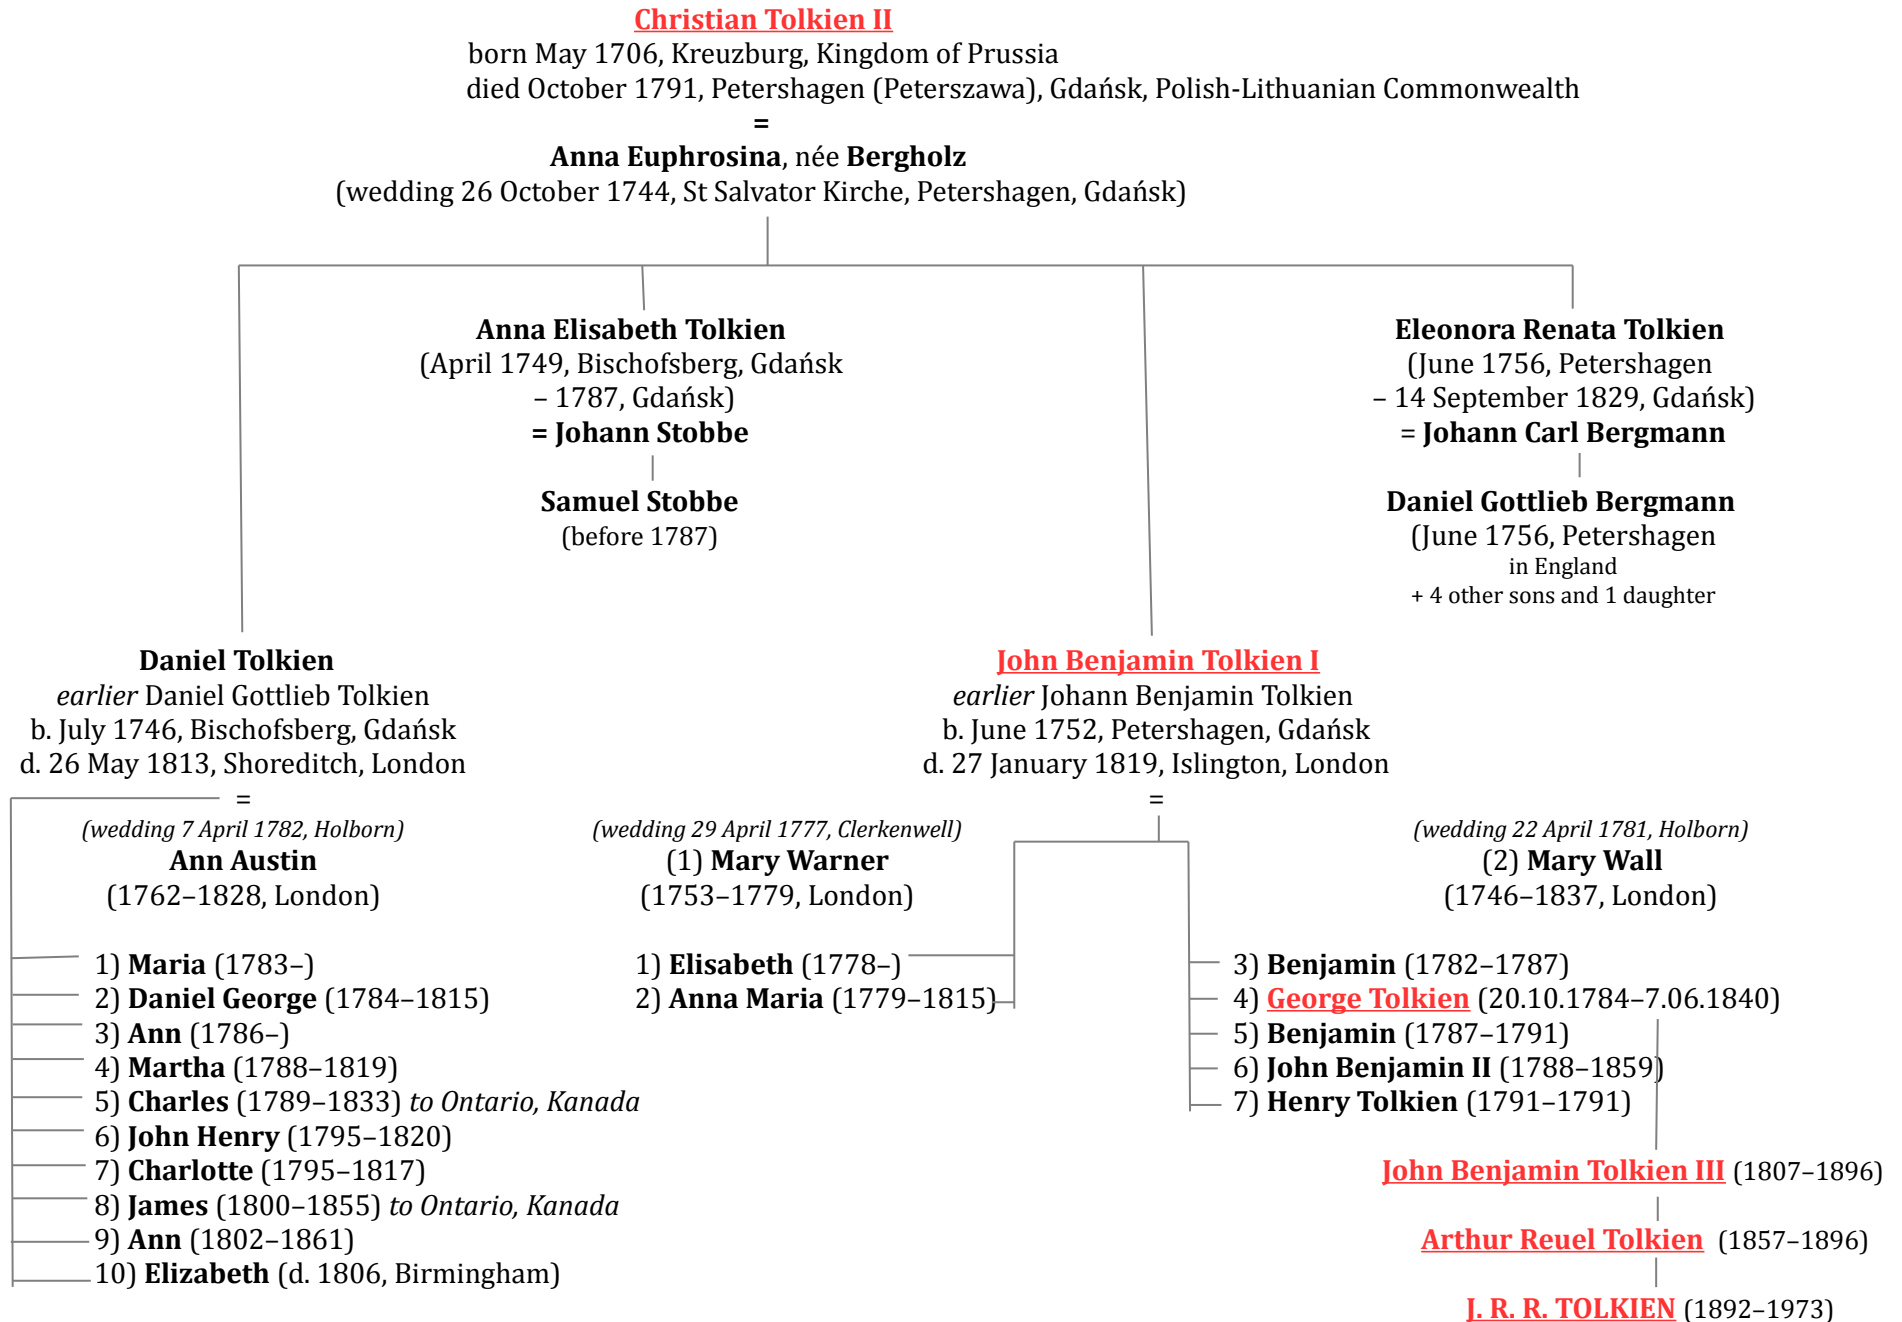 Christian Tolkien II
born May 1706, Kreuzburg, Kingdom of Prussia
died October 1791, Petershagen (Peterszawa), Gdańsk, Polish-Lithuanian Commonwealth
=
Anna Euphrosina, née Bergholz
(wedding 26 October 1744, St Salvator Kirche, Petershagen, Gdańsk)
Anna Elisabeth Tolkien
(April 1749, Bischofsberg, Gdańsk
– 1787, Gdańsk)
= Johann Stobbe
Samuel Stobbe
(before 1787)
Eleonora Renata Tolkien
(June 1756, Petershagen
– 14 September 1829, Gdańsk)
= Johann Carl Bergmann
Daniel Gottlieb Bergmann
(June 1756, Petershagen
in England
+ 4 other sons and 1 daughter
Daniel Tolkien
earlier Daniel Gottlieb Tolkien
b. July 1746, Bischofsberg, Gdańsk
d. 26 May 1813, Shoreditch, London
=
(wedding 7 April 1782, Holborn)
Ann Austin
(1762–1828, London)
1) Maria (1783–)
2) Daniel George (1784–1815)
3) Ann (1786–)
4) Martha (1788–1819)
5) Charles (1789–1833) to Ontario, Kanada
6) John Henry (1795–1820)
7) Charlotte (1795–1817)
8) James (1800–1855) to Ontario, Kanada
9) Ann (1802–1861)
10) Elizabeth (d. 1806, Birmingham)
John Benjamin Tolkien I
earlier Johann Benjamin Tolkien
b. June 1752, Petershagen, Gdańsk
d. 27 January 1819, Islington, London
=
(wedding 29 April 1777, Clerkenwell)
(1) Mary Warner
(1753–1779, London)
1) Elisabeth (1778–)
2) Anna Maria (1779–1815)
(wedding 22 April 1781, Holborn)
(2) Mary Wall
(1746–1837, London)
3) Benjamin (1782–1787)
4) George Tolkien (20.10.1784–7.06.1840)
5) Benjamin (1787–1791)
6) John Benjamin II (1788–1859)
7) Henry Tolkien (1791–1791)
John Benjamin Tolkien III (1807–1896)
Arthur Reuel Tolkien (1857–1896)
J. R. R. TOLKIEN (1892–1973)